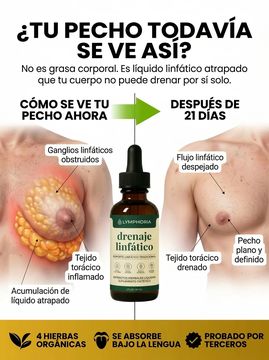 ¿TU PECHO TODAVÍA
SE VE ASÍ?
No es grasa corporal. Es líquido linfático atrapado
que tu cuerpo no puede drenar por sí solo.
CÓMO SE VE TU
PECHO AHORA
DESPUÉS DE
21 DÍAS
Ganglios linfáticos
obstruidos
Flujo linfático
despejado
LYMPHORIA
drenaje
linfático
Tejido
torácico
inflamado
Acumulación de
líquido atrapado
Pecho
plano y
definido
Tejido torácico
drenado
4 HIERBAS
ORGÁNICAS
SE ABSORBE
BAJO LA LENGUA
PROBADO POR
TERCEROS